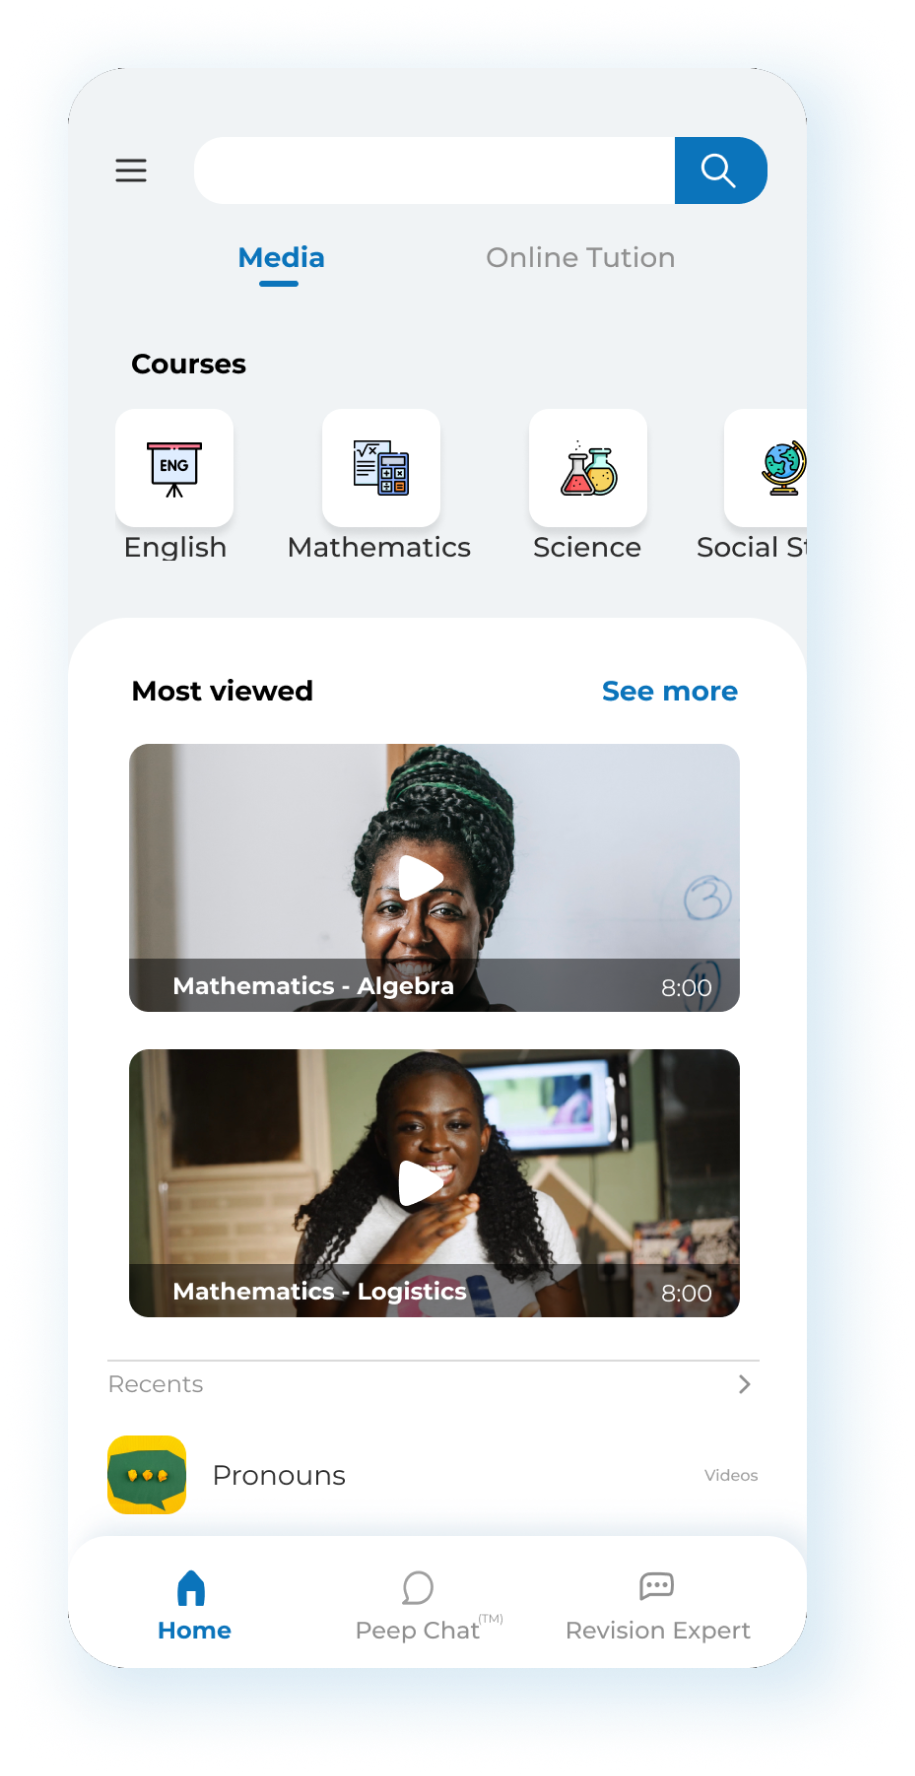 Media
Online Tution
Courses
ENG
English
Mathematics
Science
Social St
Most viewed
See more
3
Mathematics - Algebra
8:00
Mathematics - Logistics
8:00
Recents
Pronouns
Videos
Home
Peep Chat(TM)
Revision Expert